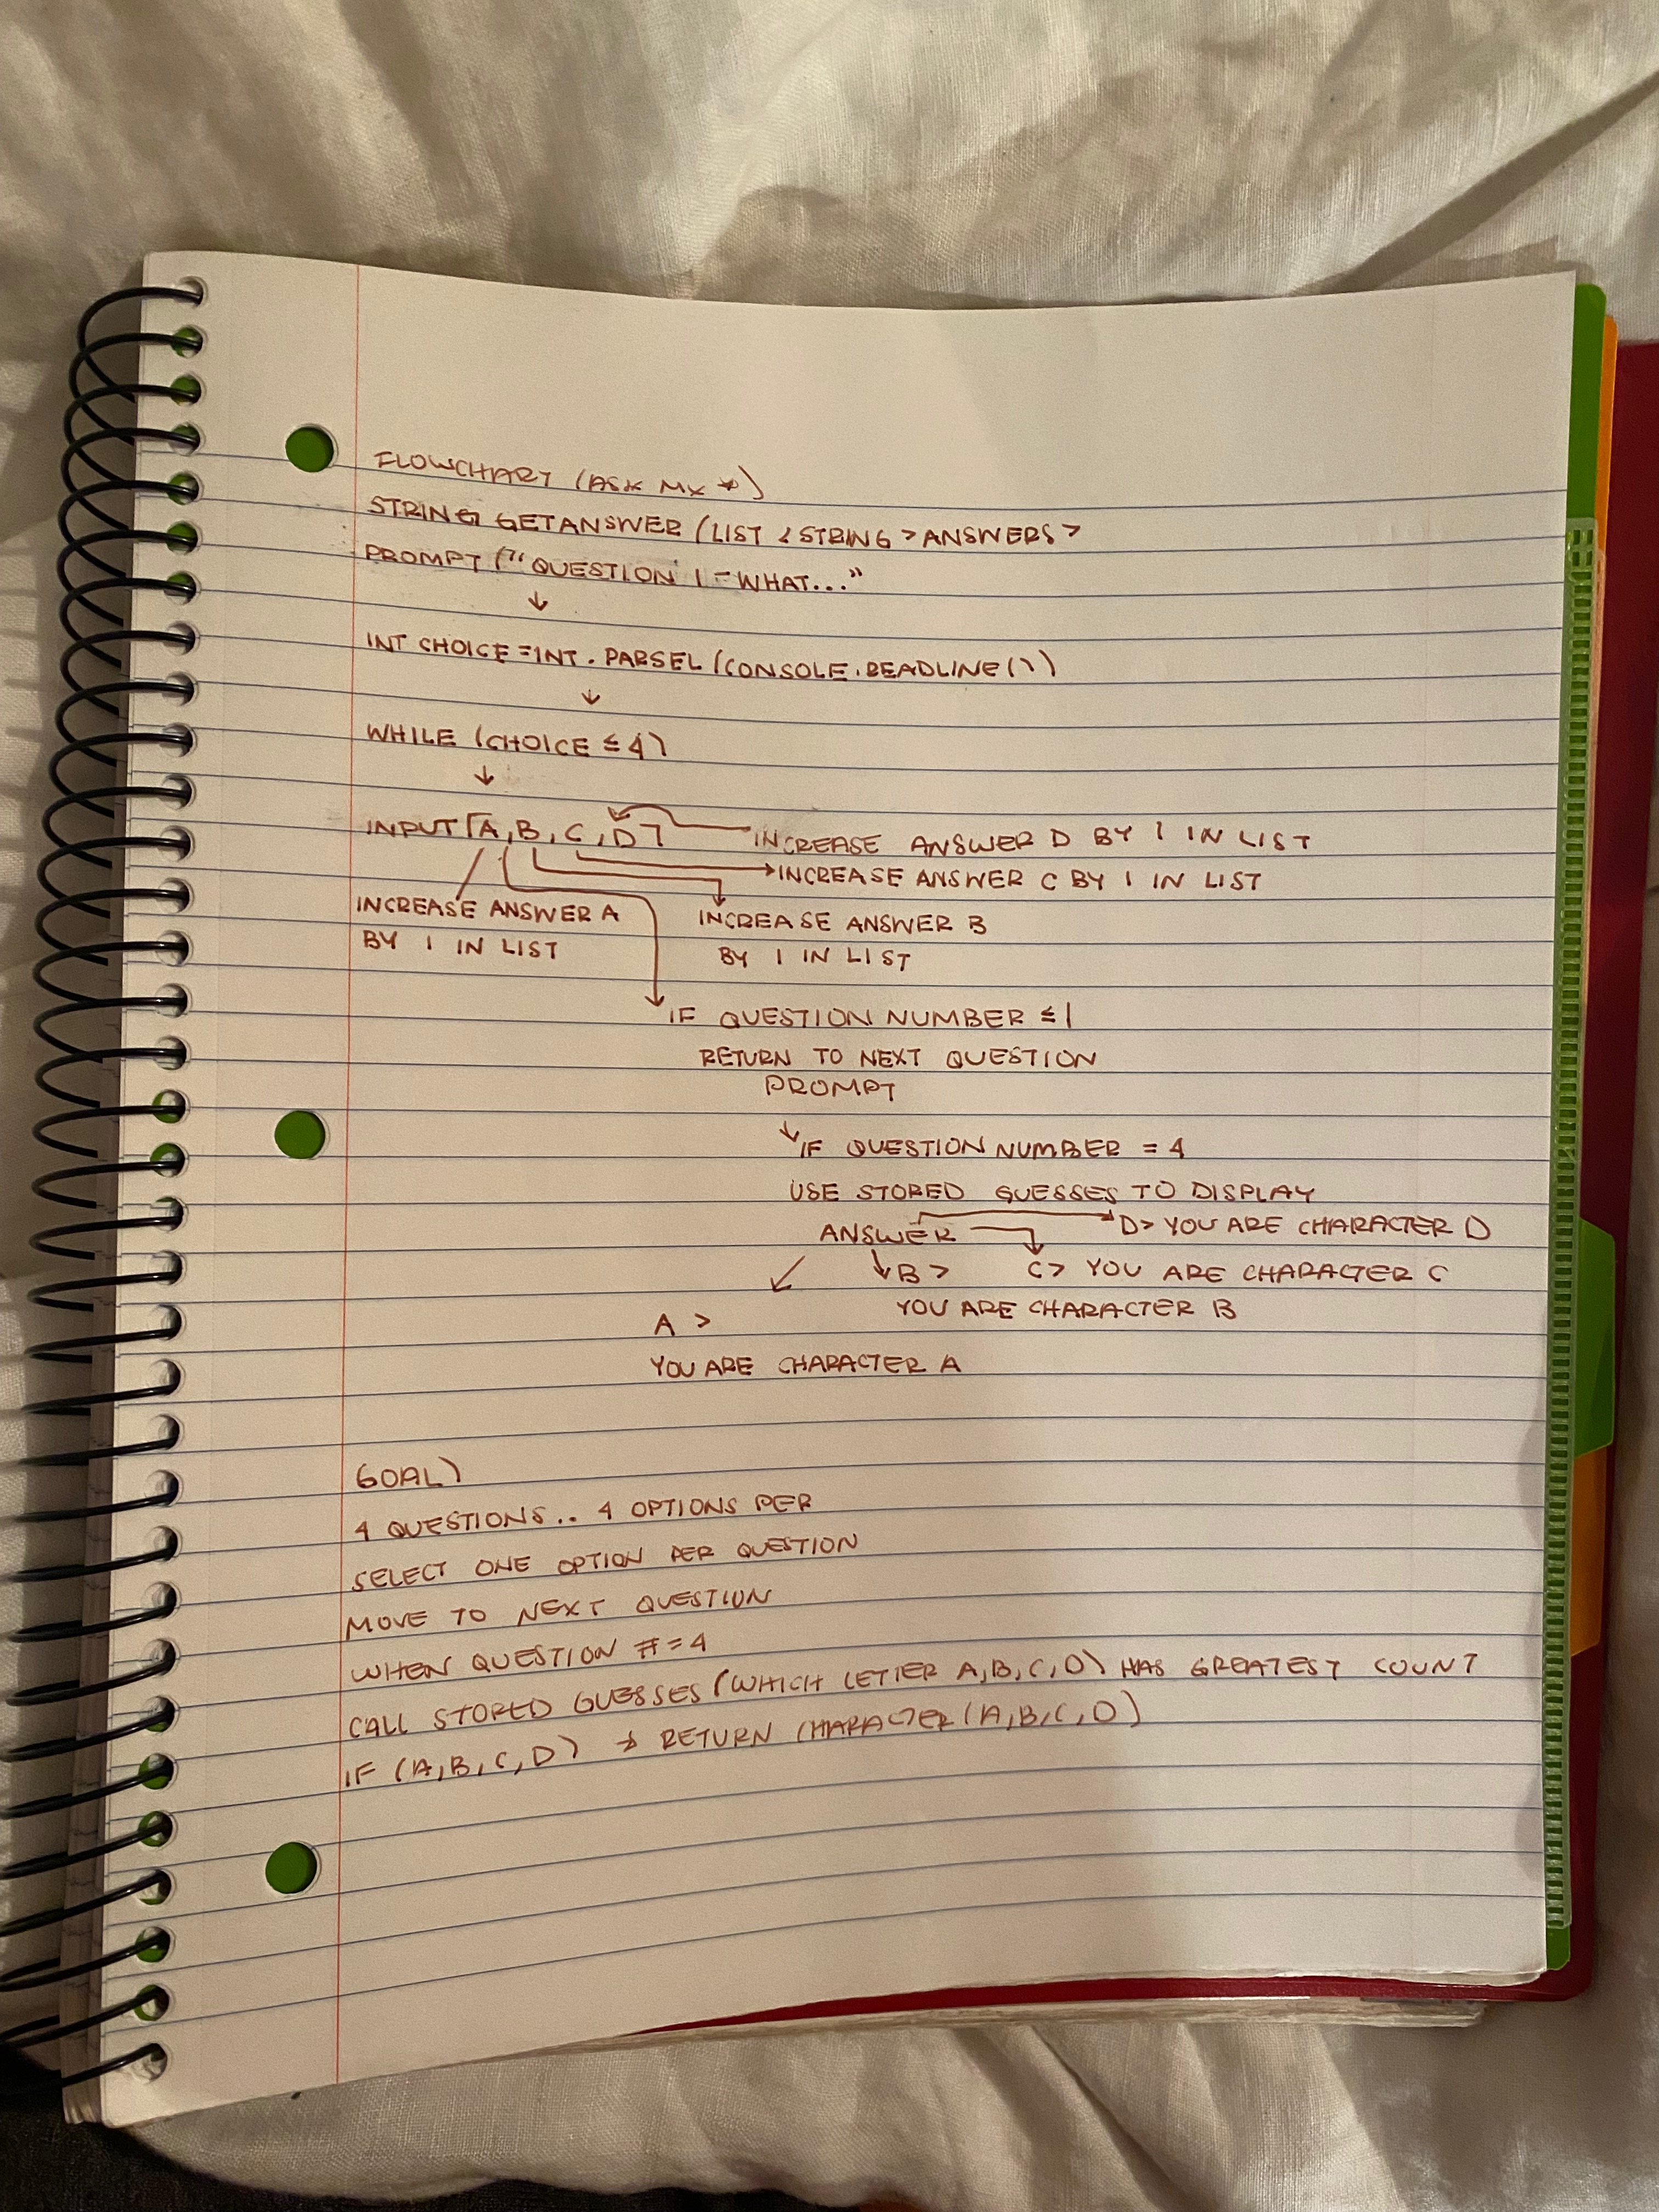 FLOWCHART (ASK MX *)
STRING GETANSWER (LIST <STRING> ANSWERS>
PROMPT ("QUESTION 1 - WHAT..."
↓
INT CHOICE = INT. PARSEL (CONSOLE.READLINE())
↓
WHILE (CHOICE ≤ 4)
↓
INPUT [A, B, C, D] INCREASE ANSWER D BY 1 IN LIST
→ INCREASE ANSWER C BY 1 IN LIST
INCREASE ANSWER A
BY 1 IN LIST
INCREASE ANSWER B
BY 1 IN LIST
IF QUESTION NUMBER ≤ 1
RETURN TO NEXT QUESTION
PROMPT
↓ IF QUESTION NUMBER = 4
USE STORED GUESSES TO DISPLAY
ANSWER → D> YOU ARE CHARACTER D
↓ B > C> YOU ARE CHARACTER C
YOU ARE CHARACTER B
A >
YOU ARE CHARACTER A
GOAL)
4 QUESTIONS.. 4 OPTIONS PER
SELECT ONE OPTION PER QUESTION
MOVE TO NEXT QUESTION
WHEN QUESTION # = 4
CALL STORED GUESSES (WHICH LETTER A, B, C, D) HAS GREATEST COUNT
IF (A, B, C, D) → RETURN CHARACTER (A, B, C, D)